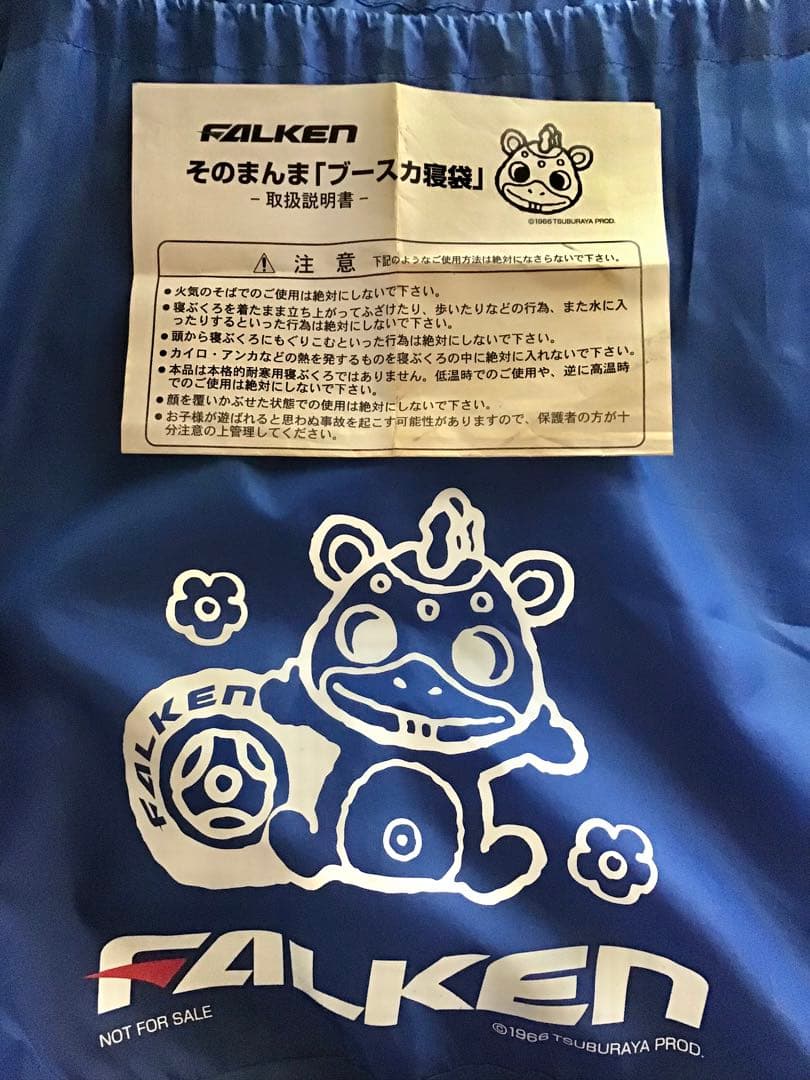 FALKEN
そのまんま「ブースカ寝袋」
- 取扱説明書 -
©1966 TSUBURAYA PROD.
注 意 下記のようなご使用方法は絶対になさらないで下さい。
●火気のそばでのご使用は絶対にしないで下さい。
●寝ぶくろを着たまま立ち上がってふざけたり、歩いたりなどの行為、また水に入
ったりするといった行為は絶対にしないで下さい。
●頭から寝ぶくろにもぐりこむといった行為は絶対にしないで下さい。
●カイロ・アンカなどの熱を発するものを寝ぶくろの中に絶対に入れないで下さい。
●本品は本格的耐寒用寝ぶくろではありません。低温時でのご使用や、逆に高温時
でのご使用は絶対にしないで下さい。
●顔を覆いかぶせた状態での使用は絶対にしないで下さい。
●お子様が遊ばれると思わぬ事故を起こす可能性がありますので、保護者の方が十
分注意の上管理してください。
FALKEN
FALKEN
NOT FOR SALE
©1966 TSUBURAYA PROD.